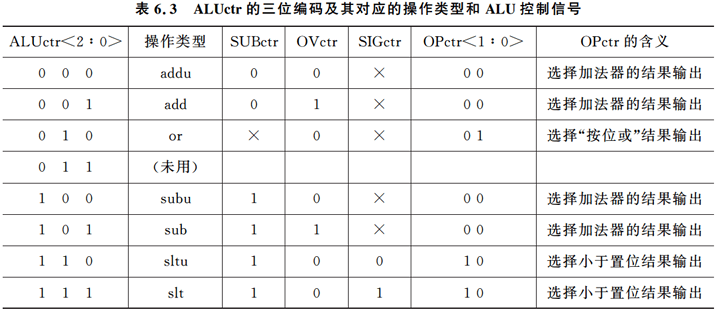 表 6.3 ALUctr 的三位编码及其对应的操作类型和 ALU 控制信号
ALUctr<2:0> 操作类型 SUBctr OVctr SIGctr OPctr<1:0> OPctr 的含义
0 0 0 addu 0 0 × 0 0 选择加法器的结果输出
0 0 1 add 0 1 × 0 0 选择加法器的结果输出
0 1 0 or × 0 × 0 1 选择“按位或”结果输出
0 1 1 (未用)
1 0 0 subu 1 0 × 0 0 选择加法器的结果输出
1 0 1 sub 1 1 × 0 0 选择加法器的结果输出
1 1 0 sltu 1 0 0 1 0 选择小于置位结果输出
1 1 1 slt 1 0 1 1 0 选择小于置位结果输出